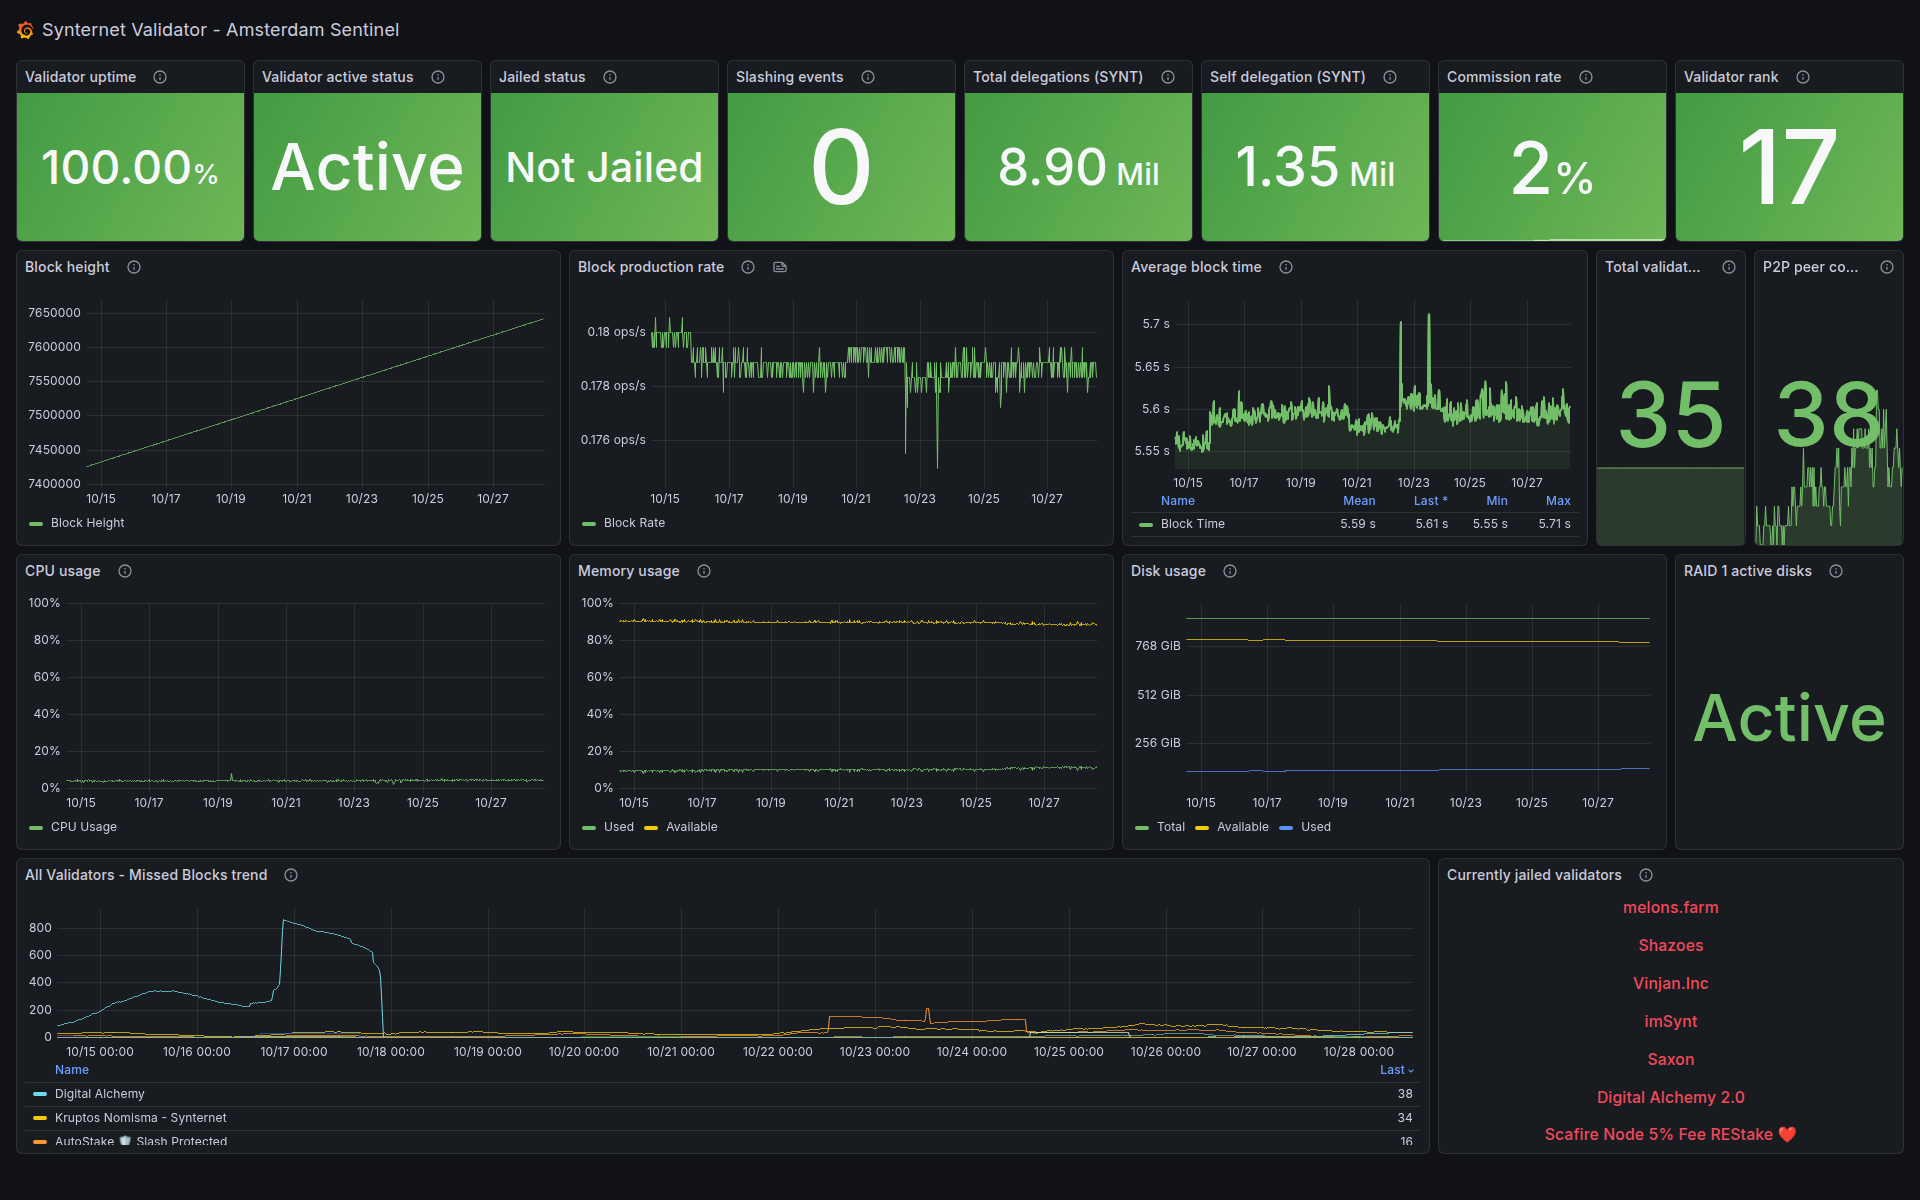 Synternet Validator - Amsterdam Sentinel
Validator uptime
100.00%
Validator active status
Active
Jailed status
Not Jailed
Slashing events
0
Total delegations (SYNT)
8.90 Mil
Self delegation (SYNT)
1.35 Mil
Commission rate
2%
Validator rank
17
Block height
7650000
7600000
7550000
7500000
7450000
7400000
10/15 10/17 10/19 10/21 10/23 10/25 10/27
Block Height
Block production rate
0.18 ops/s
0.178 ops/s
0.176 ops/s
10/15 10/17 10/19 10/21 10/23 10/25 10/27
Block Rate
Average block time
5.7 s
5.65 s
5.6 s
5.55 s
10/15 10/17 10/19 10/21 10/23 10/25 10/27
Name Mean Last * Min Max
Block Time 5.59 s 5.61 s 5.55 s 5.71 s
Total validat...
35
P2P peer co...
38
CPU usage
100%
80%
60%
40%
20%
0%
10/15 10/17 10/19 10/21 10/23 10/25 10/27
CPU Usage
Memory usage
100%
80%
60%
40%
20%
0%
10/15 10/17 10/19 10/21 10/23 10/25 10/27
Used Available
Disk usage
768 GiB
512 GiB
256 GiB
10/15 10/17 10/19 10/21 10/23 10/25 10/27
Total Available Used
RAID 1 active disks
Active
All Validators - Missed Blocks trend
800
600
400
200
0
10/15 00:00 10/16 00:00 10/17 00:00 10/18 00:00 10/19 00:00 10/20 00:00 10/21 00:00 10/22 00:00 10/23 00:00 10/24 00:00 10/25 00:00 10/26 00:00 10/27 00:00 10/28 00:00
Name Last
Digital Alchemy 38
Kruptos Nomisma - Synternet 34
AutoStake 🛡️ Slash Protected 16
Currently jailed validators
melons.farm
Shazoes
Vinjan.Inc
imSynt
Saxon
Digital Alchemy 2.0
Scafire Node 5% Fee REStake ❤️